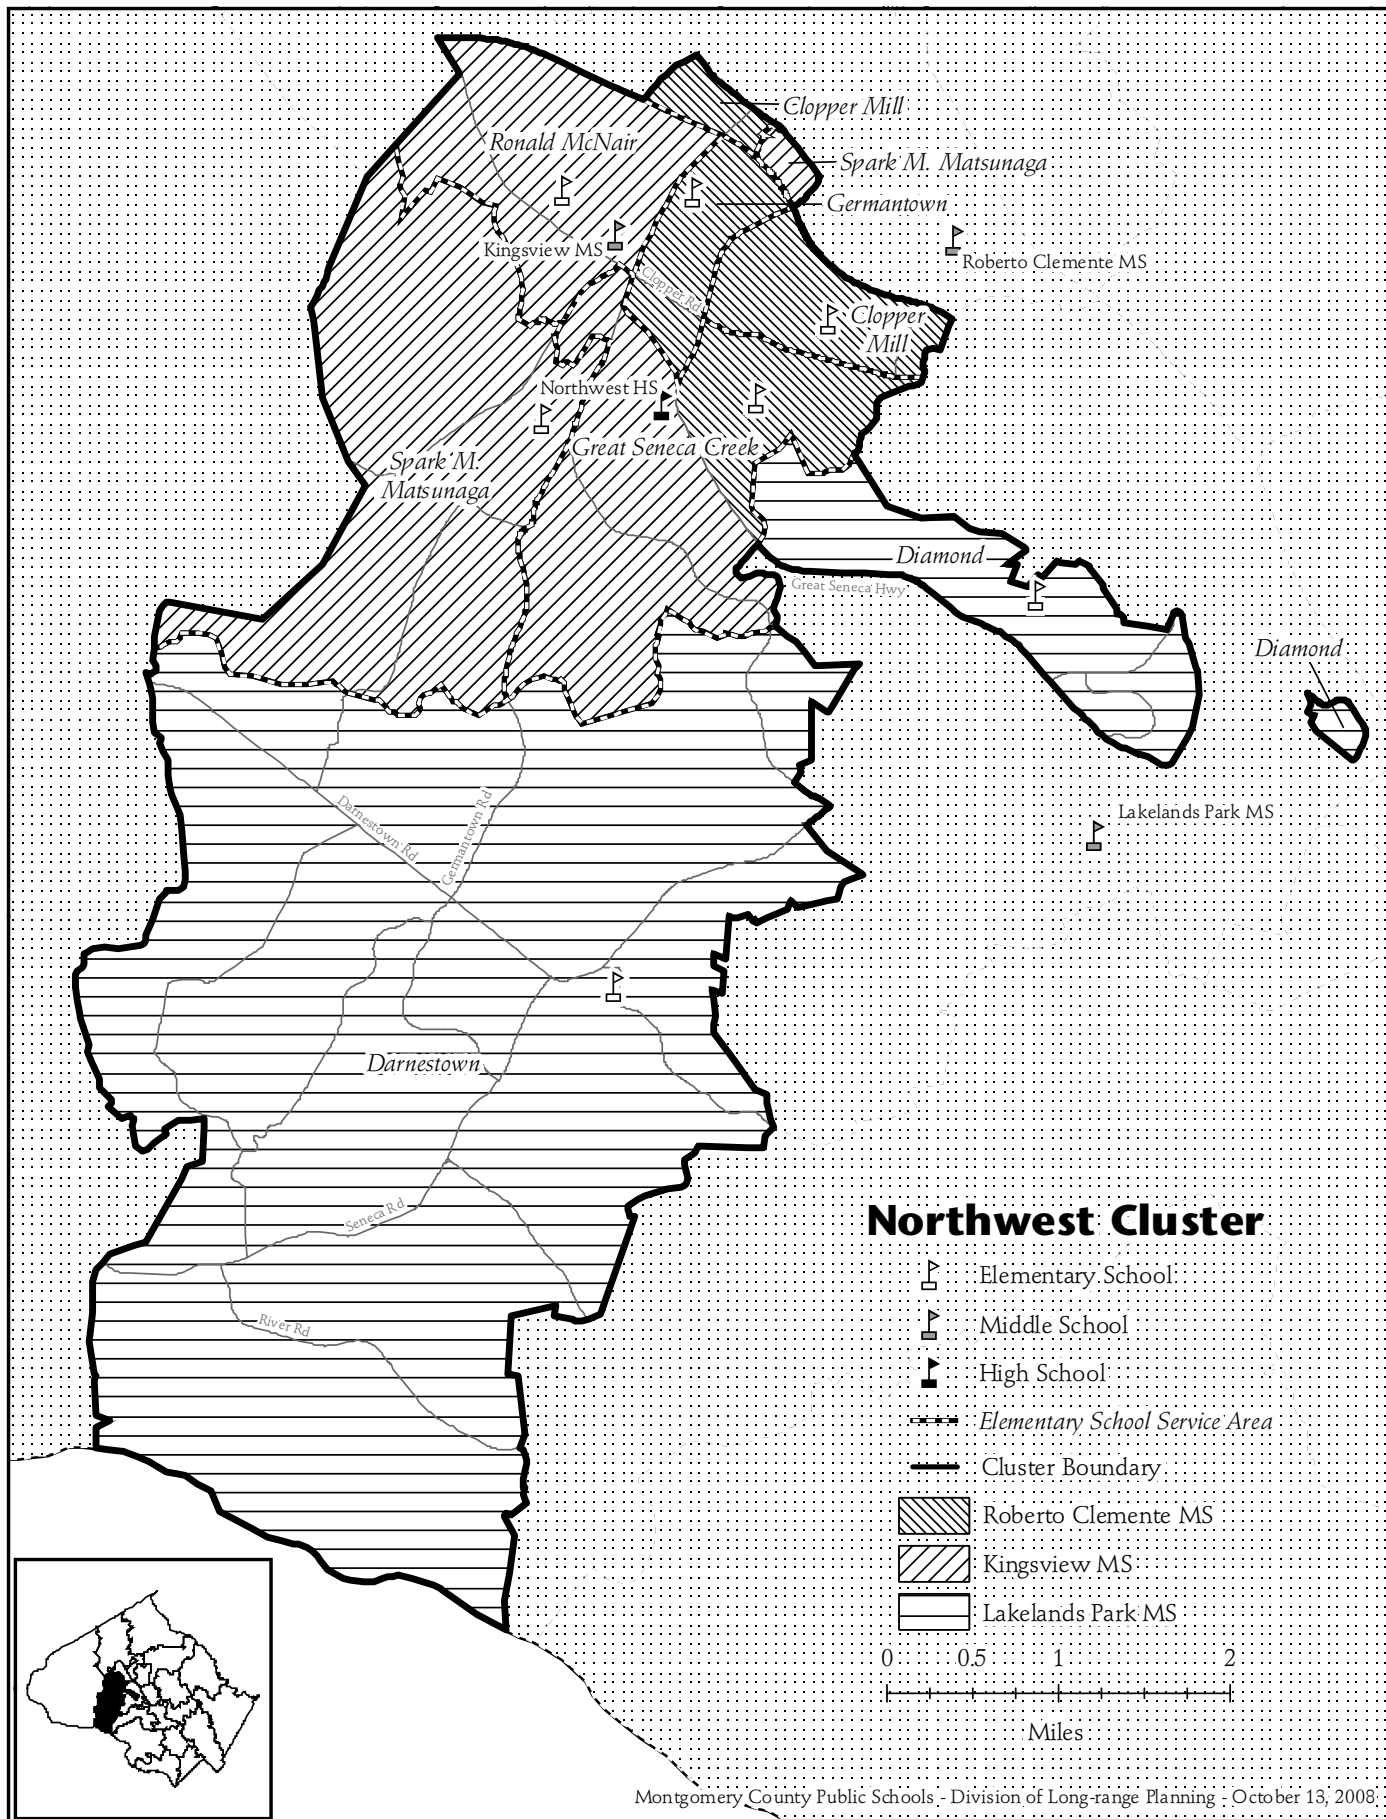 Clopper Mill
Ronald McNair
Spark M. Matsunaga
Germantown
Kingsview MS
Roberto Clemente MS
Clopper Rd
Clopper
Mill
Northwest HS
Great Seneca Creek
Spark M.
Matsunaga
Diamond
Great Seneca Hwy
Diamond
Darnestown Rd
Germantown Rd
Lakelands Park MS
Darnestown
Seneca Rd
River Rd
Northwest Cluster
Elementary School
Middle School
High School
Elementary School Service Area
Cluster Boundary
Roberto Clemente MS
Kingsview MS
Lakelands Park MS
0 0.5 1 2
Miles
Montgomery County Public Schools - Division of Long-range Planning - October 13, 2008